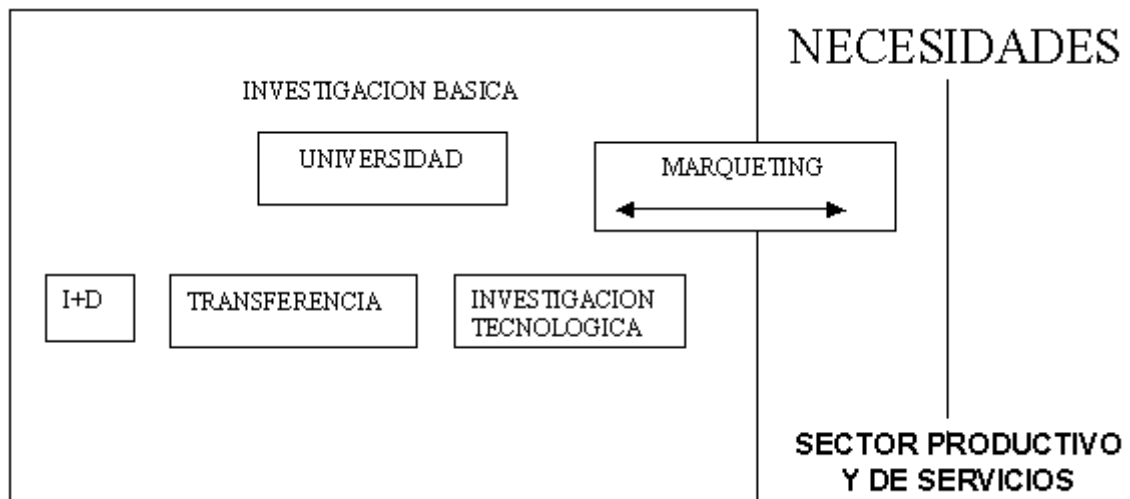 NECESIDADES
INVESTIGACION BASICA
UNIVERSIDAD
MARQUETING
I+D
TRANSFERENCIA
INVESTIGACION
TECNOLOGICA
SECTOR PRODUCTIVO
Y DE SERVICIOS